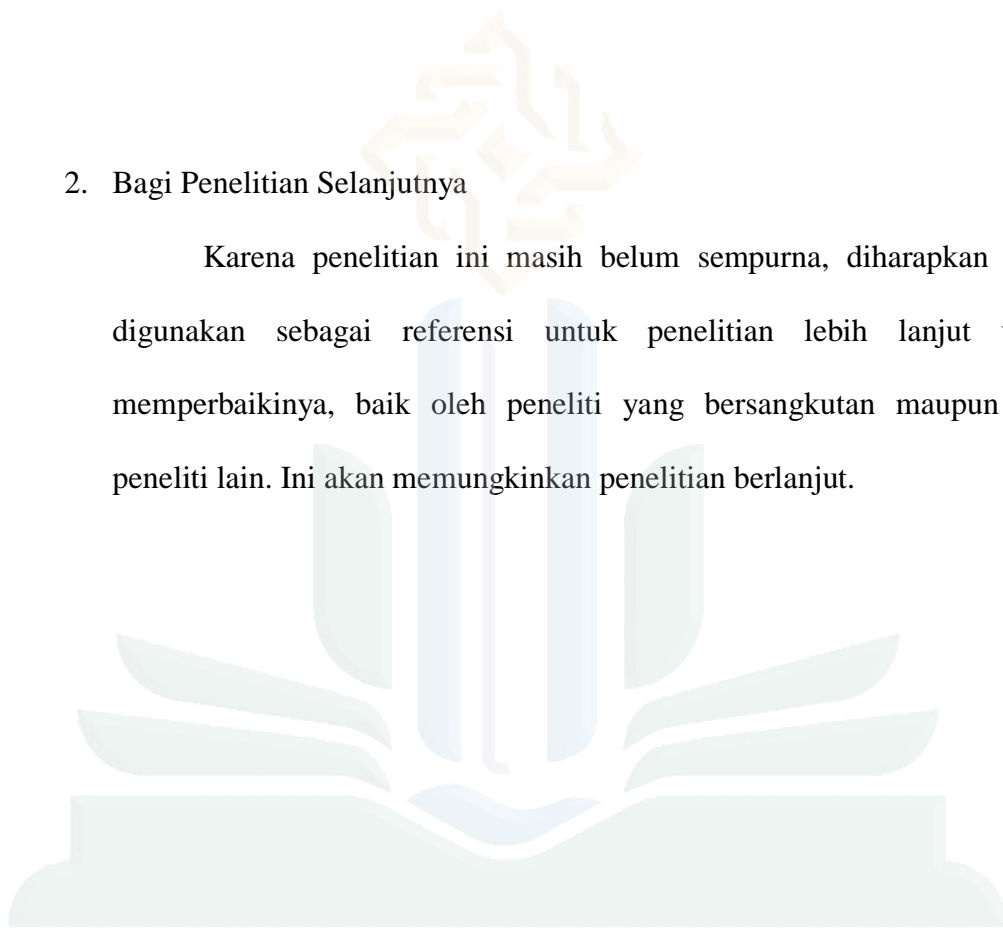 2. Bagi Penelitian Selanjutnya
Karena penelitian ini masih belum sempurna, diharapkan
digunakan sebagai referensi untuk penelitian lebih lanjut
memperbaikinya, baik oleh peneliti yang bersangkutan maupun
peneliti lain. Ini akan memungkinkan penelitian berlanjut.